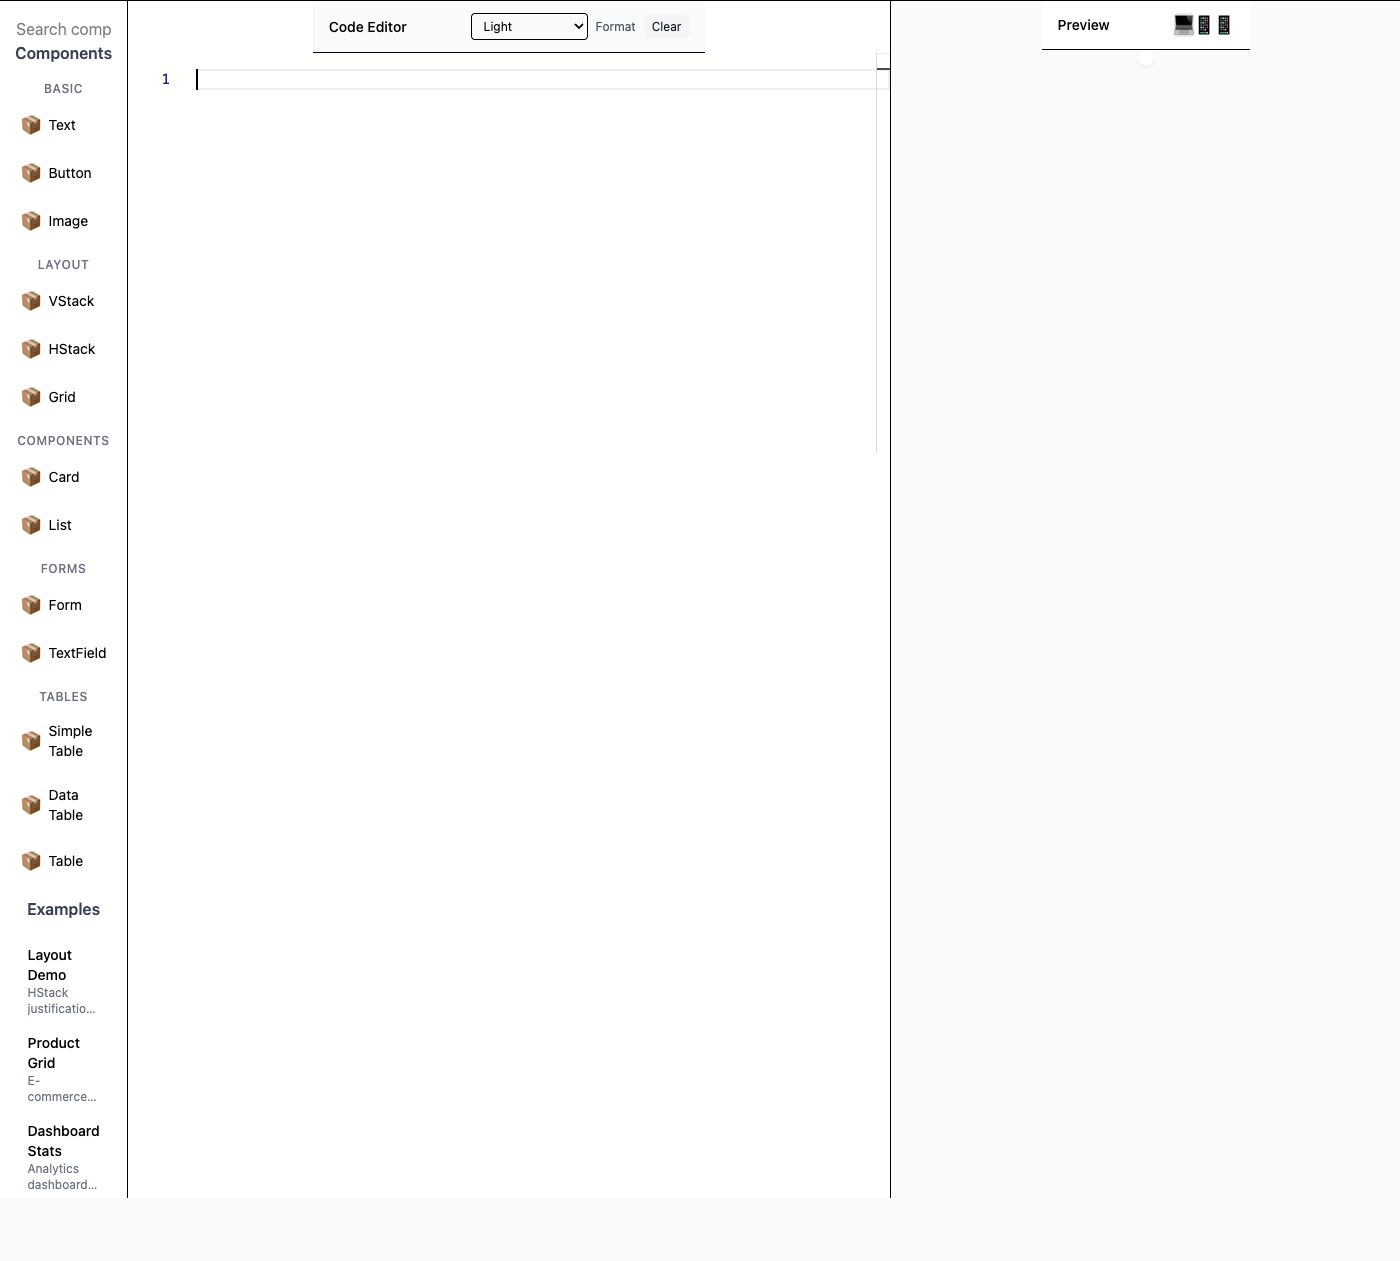 Search comp
Components
BASIC
Text
Button
Image
LAYOUT
VStack
HStack
Grid
COMPONENTS
Card
List
FORMS
Form
TextField
TABLES
Simple
Table
Data
Table
Table
Examples
Layout
Demo
HStack
justificatio...
Product
Grid
E-
commerce...
Dashboard
Stats
Analytics
dashboard...
Code Editor Light Format Clear
1
Preview